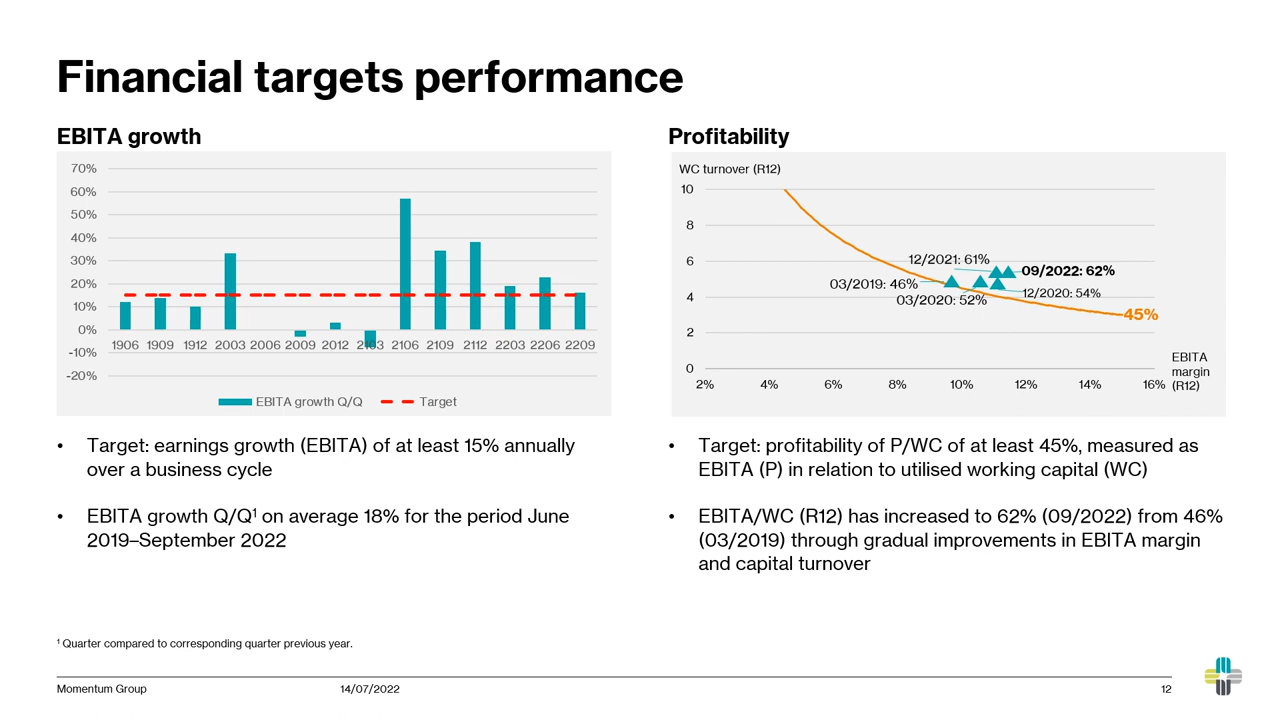 Financial targets performance
EBITA growth
70%
60%
50%
40%
30%
20%
10%
0%
-10%
-20%
1906 1909 1912 2003 2006 2009 2012 2103 2106 2109 2112 2203 2206 2209
EBITA growth Q/Q Target
• Target: earnings growth (EBITA) of at least 15% annually
over a business cycle
• EBITA growth Q/Q¹ on average 18% for the period June
2019–September 2022
Profitability
WC turnover (R12)
10
8
6
4
2
0
12/2021: 61%
09/2022: 62%
03/2019: 46%
12/2020: 54%
03/2020: 52%
45%
EBITA
margin
(R12)
2% 4% 6% 8% 10% 12% 14% 16%
• Target: profitability of P/WC of at least 45%, measured as
EBITA (P) in relation to utilised working capital (WC)
• EBITA/WC (R12) has increased to 62% (09/2022) from 46%
(03/2019) through gradual improvements in EBITA margin
and capital turnover
¹ Quarter compared to corresponding quarter previous year.
Momentum Group 14/07/2022 12